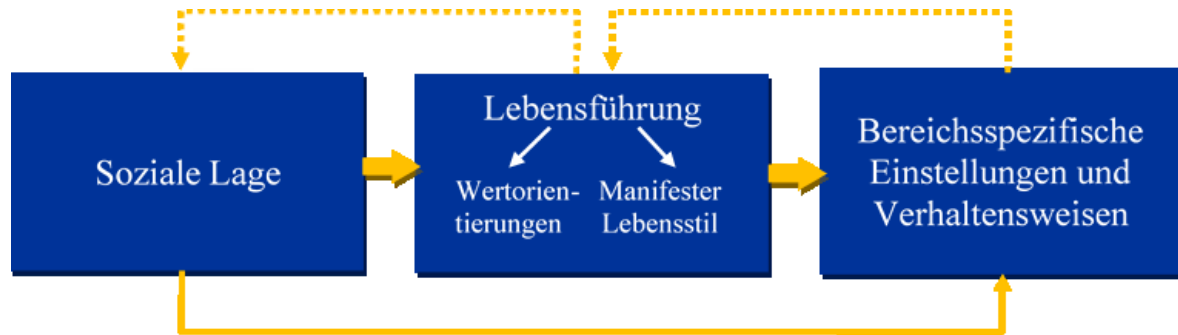 Soziale Lage
Lebensführung
Wertorien-
tierungen
Manifester
Lebensstil
Bereichsspezifische
Einstellungen und
Verhaltensweisen